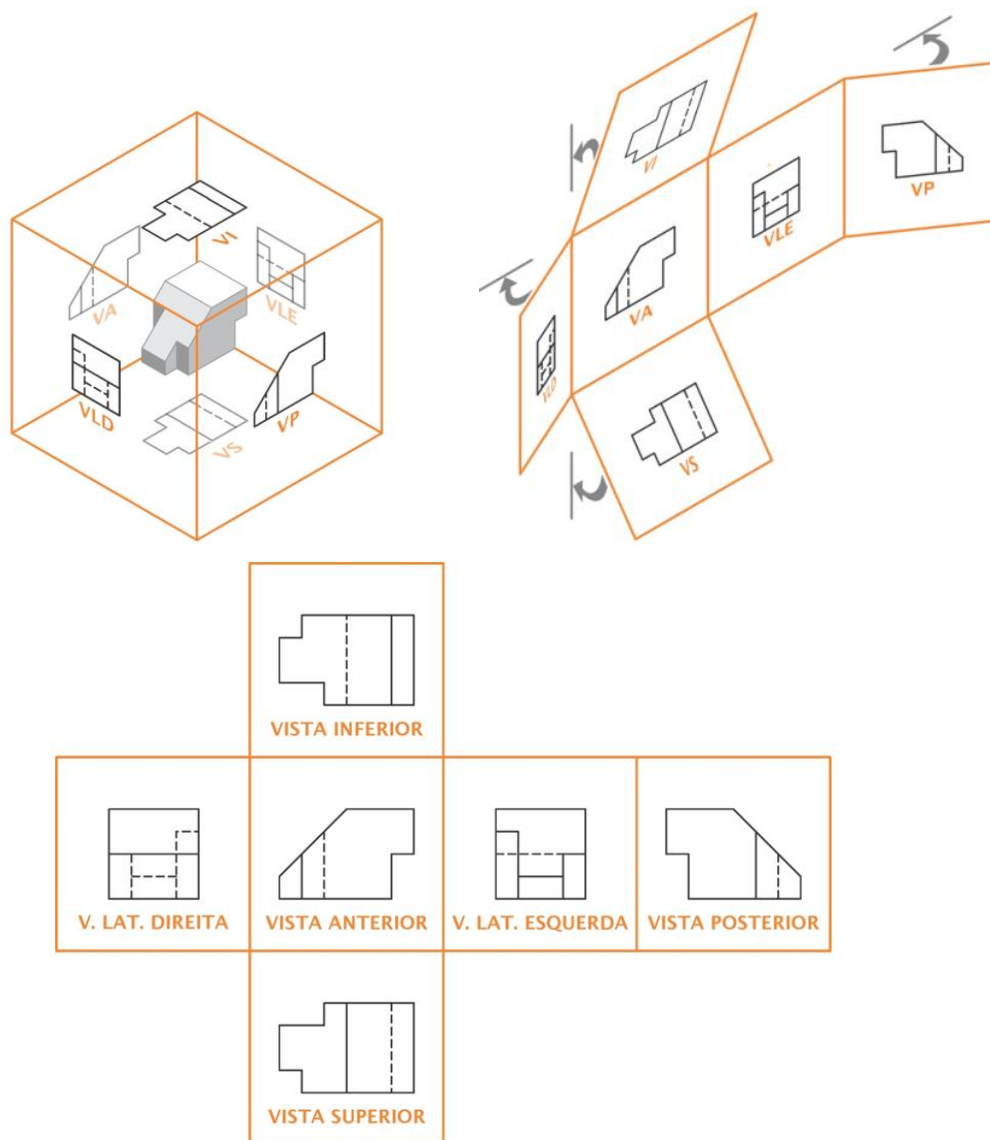 VI
VA
VLE
VLD
VS
VP
VI
VP
VLE
VA
VLD
VS
VISTA INFERIOR
V. LAT. DIREITA
VISTA ANTERIOR
V. LAT. ESQUERDA
VISTA POSTERIOR
VISTA SUPERIOR